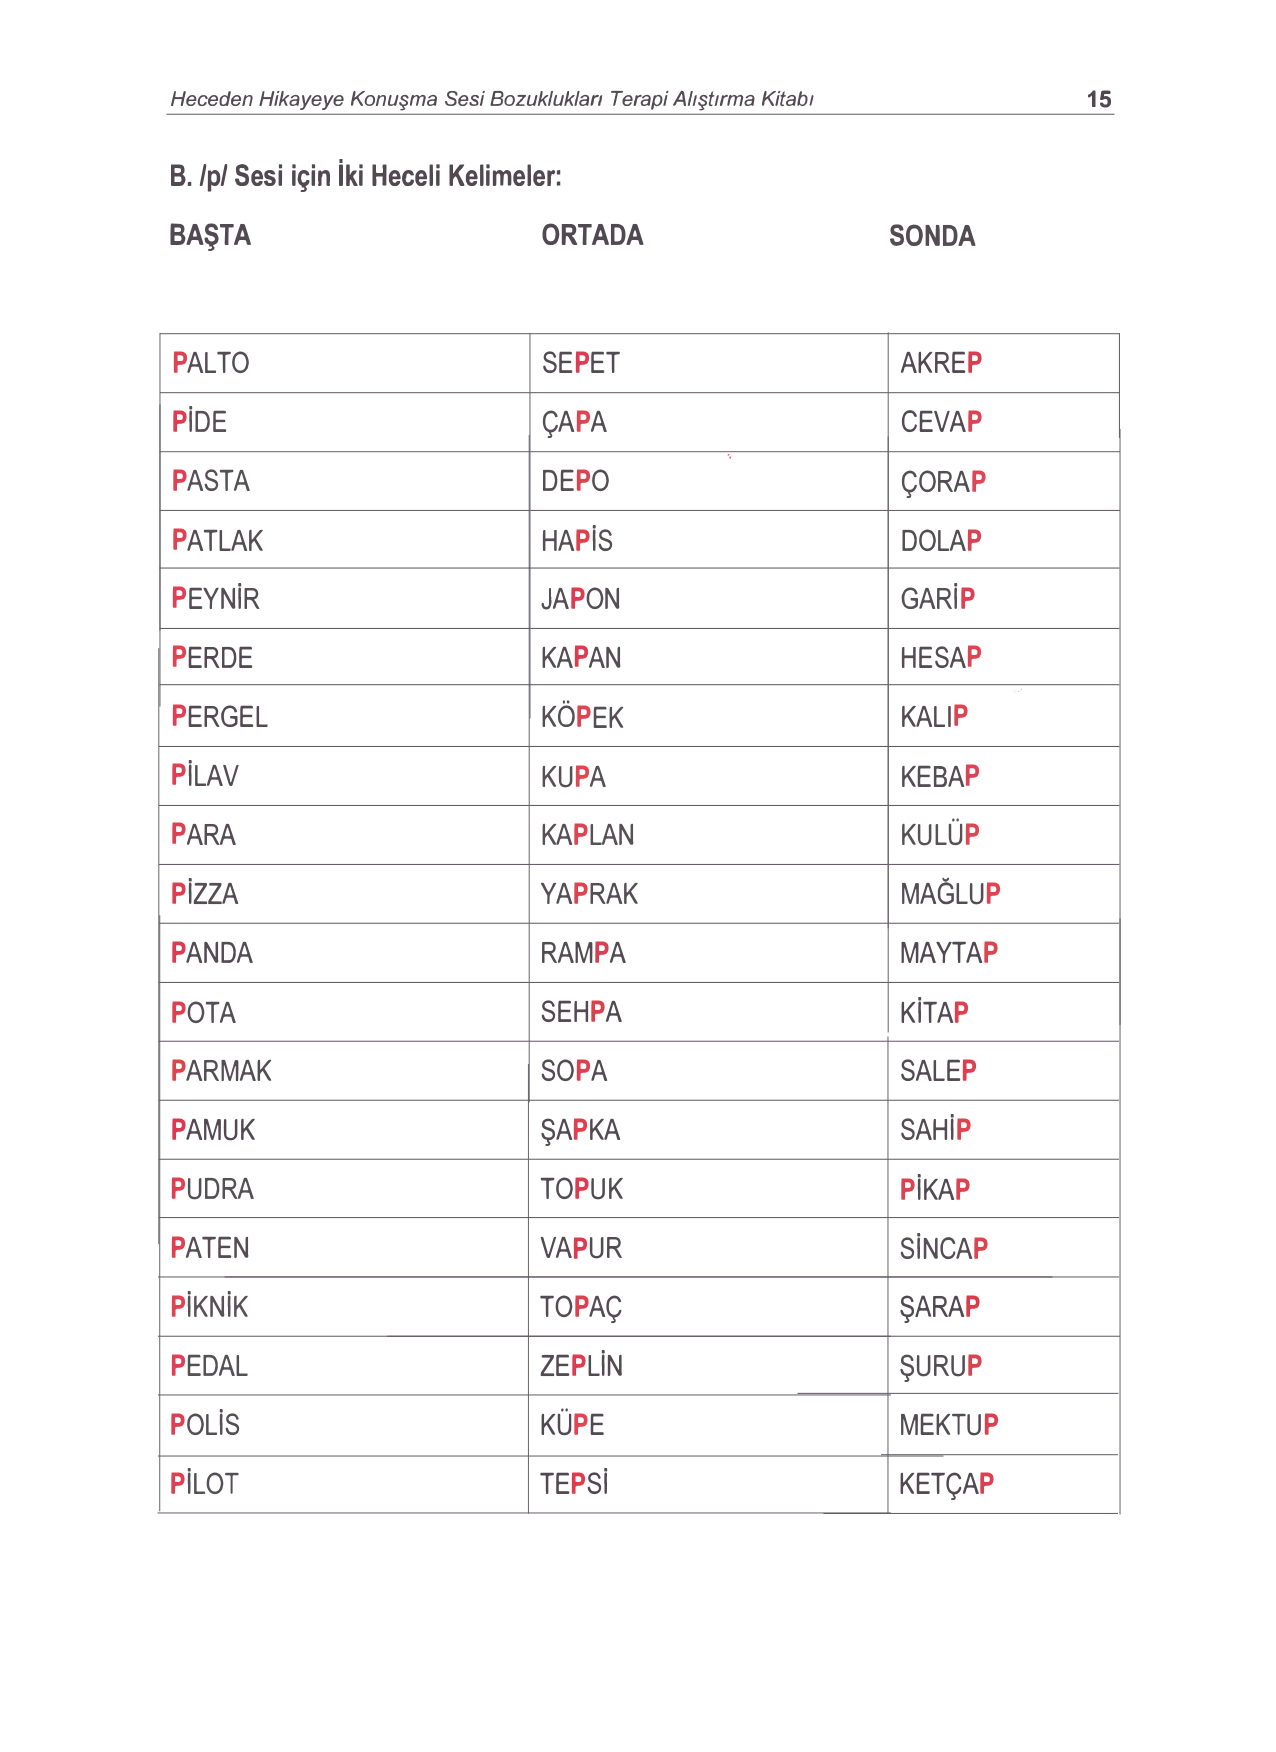 Heceden Hikayeye Konuşma Sesi Bozuklukları Terapi Alıştırma Kitabı 15
B. /p/ Sesi için İki Heceli Kelimeler:
BAŞTA ORTADA SONDA
PALTO SEPET AKREP
PİDE ÇAPA CEVAP
PASTA DEPO ÇORAP
PATLAK HAPİS DOLAP
PEYNİR JAPON GARİP
PERDE KAPAN HESAP
PERGEL KÖPEK KALIP
PİLAV KUPA KEBAP
PARA KAPLAN KULÜP
PİZZA YAPRAK MAĞLUP
PANDA RAMPA MAYTAP
POTA SEHPA KİTAP
PARMAK SOPA SALEP
PAMUK ŞAPKA SAHİP
PUDRA TOPUK PİKAP
PATEN VAPUR SİNCAP
PİKNİK TOPAÇ ŞARAP
PEDAL ZEPLİN ŞURUP
POLİS KÜPE MEKTUP
PİLOT TEPSİ KETÇAP